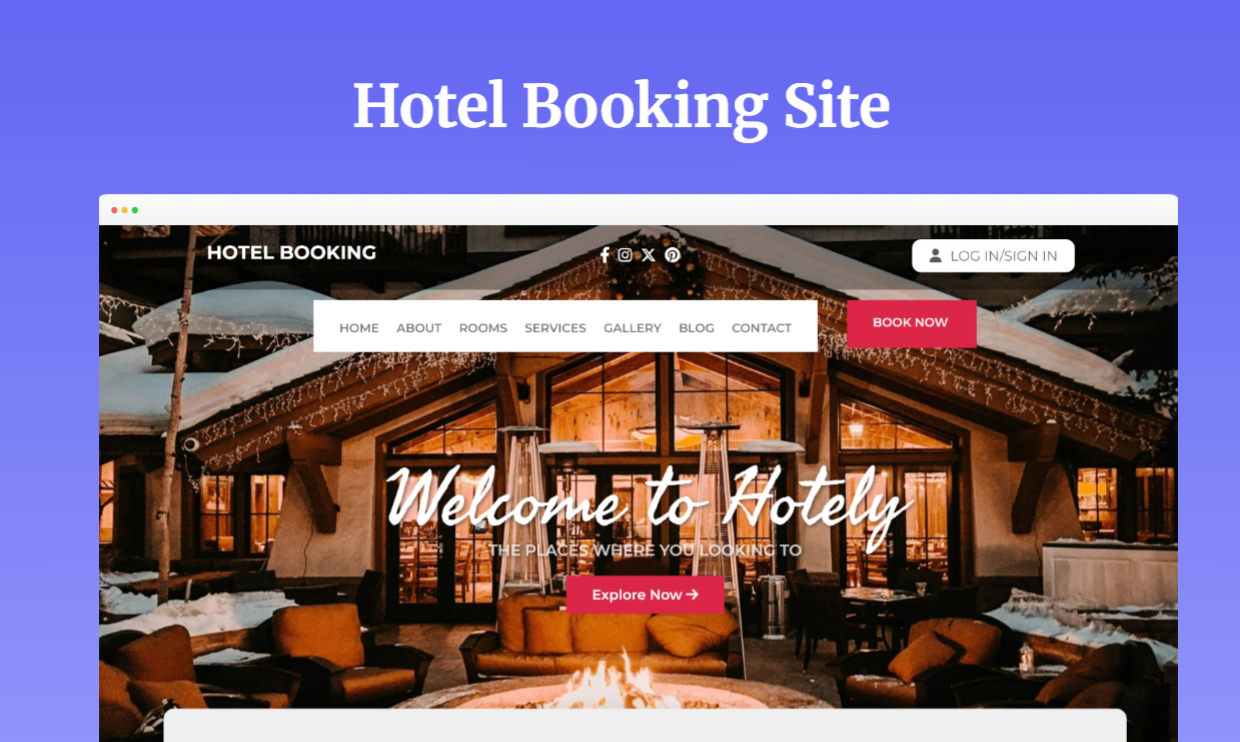 Hotel Booking Site
HOTEL BOOKING
LOG IN/SIGN IN
HOME ABOUT ROOMS SERVICES GALLERY BLOG CONTACT
BOOK NOW
Welcome to Hotely
THE PLACES WHERE YOU LOOKING TO
Explore Now →